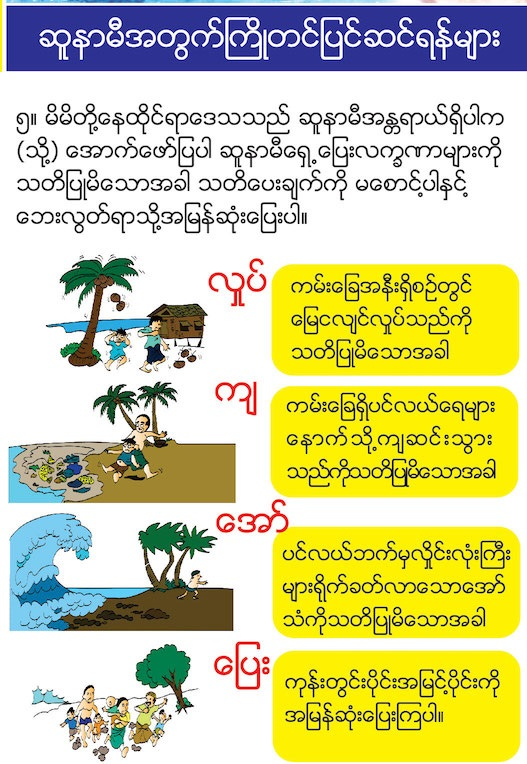 ဆူနာမီအတွက်ကြိုတင်ပြင်ဆင်ရန်များ
၅။ မိမိတို့နေထိုင်ရာဒေသသည် ဆူနာမီအန္တရာယ်ရှိပါက
(သို့) အောက်ဖော်ပြပါ ဆူနာမီရှေ့ပြေးလက္ခဏာများကို
သတိပြုမိသောအခါ သတိပေးချက်ကို မစောင့်ပါနှင့်
ဘေးလွတ်ရာသို့အမြန်ဆုံးပြေးပါ။
လှုပ်
ကမ်းခြေအနီးရှိစဉ်တွင်
မြေငလျင်လှုပ်သည်ကို
သတိပြုမိသောအခါ
ကျ
ကမ်းခြေရှိပင်လယ်ရေများ
နောက်သို့ကျဆင်းသွား
သည်ကိုသတိပြုမိသောအခါ
အော်
ပင်လယ်ဘက်မှလှိုင်းလုံးကြီး
များရိုက်ခတ်လာသောအော်
သံကိုသတိပြုမိသောအခါ
ပြေး
ကုန်းတွင်းပိုင်းအမြင့်ပိုင်းကို
အမြန်ဆုံးပြေးကြပါ။